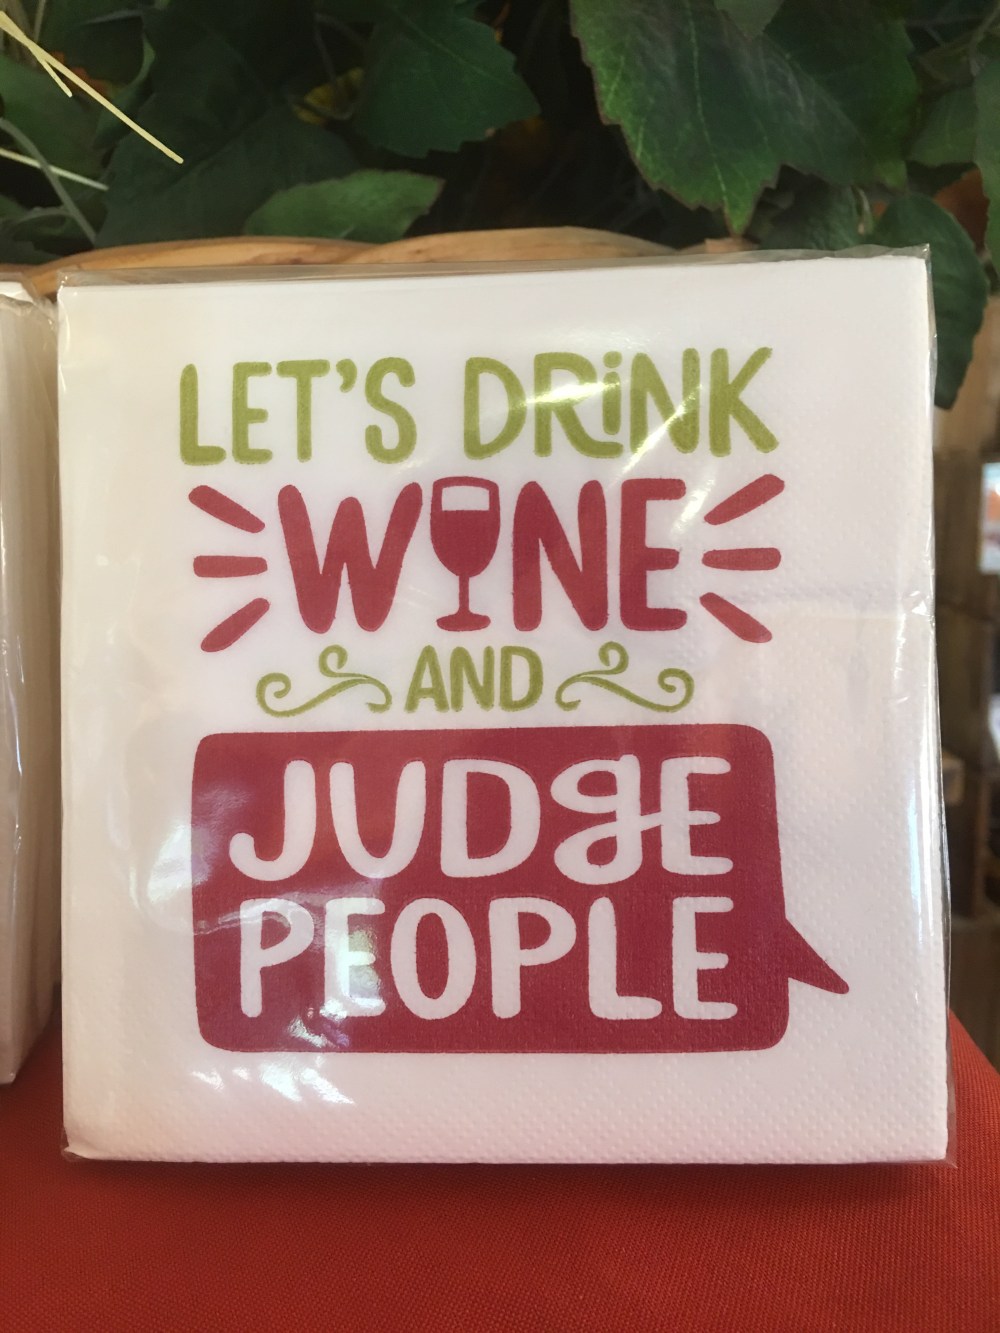 LET'S DRiNK
WINE
AND
JUDgE
PEOPLE